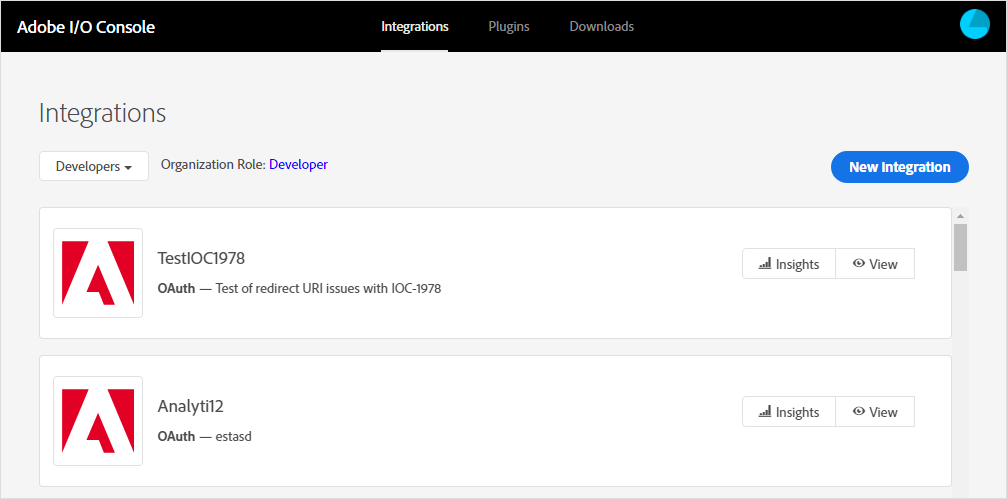 Adobe I/O Console Integrations Plugins Downloads
Integrations
Developers Organization Role: Developer New Integration
TestIOC1978
Insights View
OAuth — Test of redirect URI issues with IOC-1978
Analyti12
Insights View
OAuth — estasd